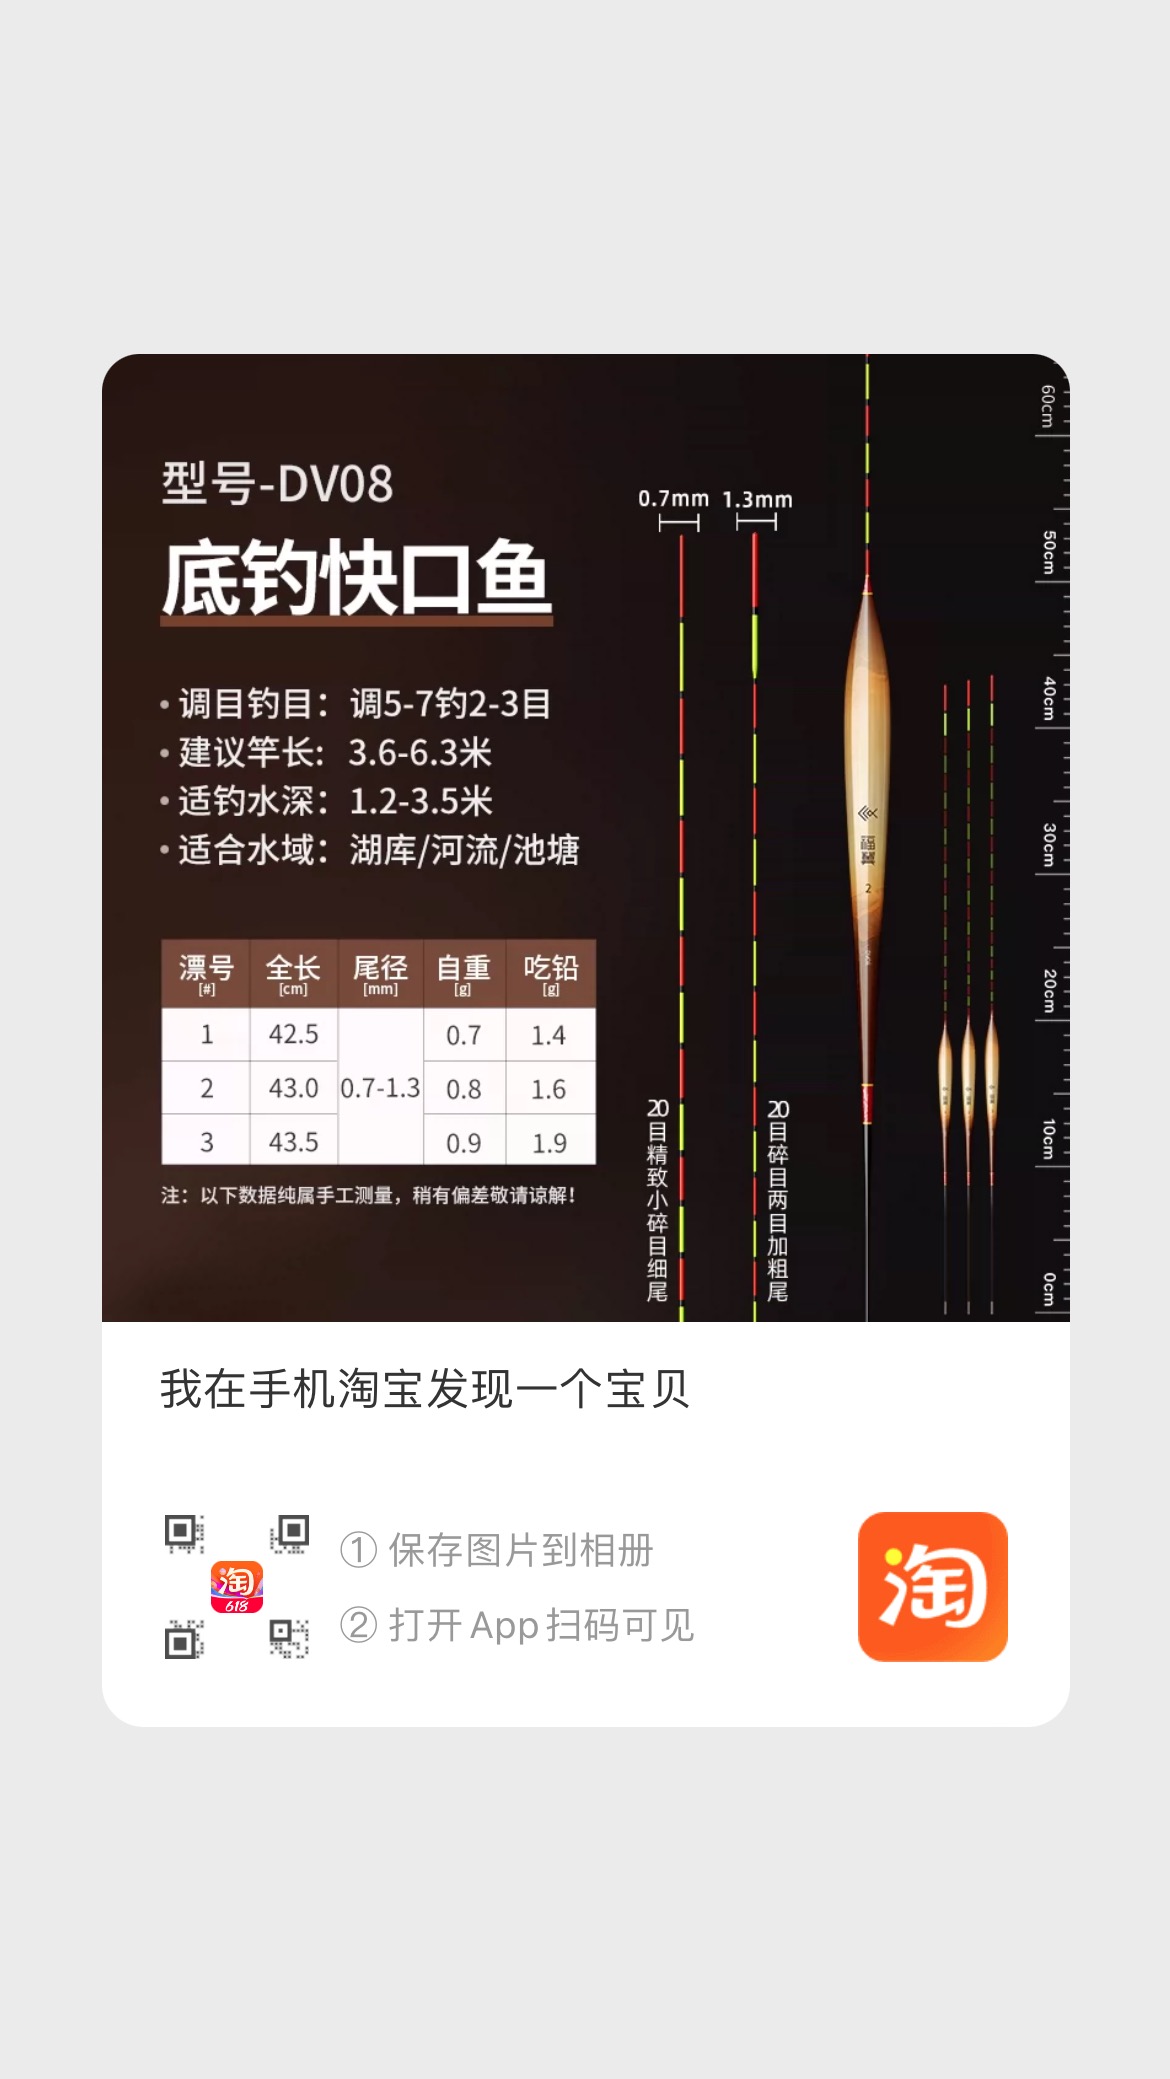 型号-DV08
底钓快口鱼
• 调目钓目：调5-7钓2-3目
• 建议竿长：3.6-6.3米
• 适钓水深：1.2-3.5米
• 适合水域：湖库/河流/池塘
漂号 全长 尾径 自重 吃铅
[#] [cm] [mm] [g] [g]
1 42.5 0.7 1.4
2 43.0 0.7-1.3 0.8 1.6
3 43.5 0.9 1.9
注：以下数据纯属手工测量，稍有偏差敬请谅解！
0.7mm 1.3mm
20目精致小碎目细尾
20目碎目两目加粗尾
2
60cm
50cm
40cm
30cm
20cm
10cm
0cm
我在手机淘宝发现一个宝贝
淘
618
① 保存图片到相册
② 打开App扫码可见
淘